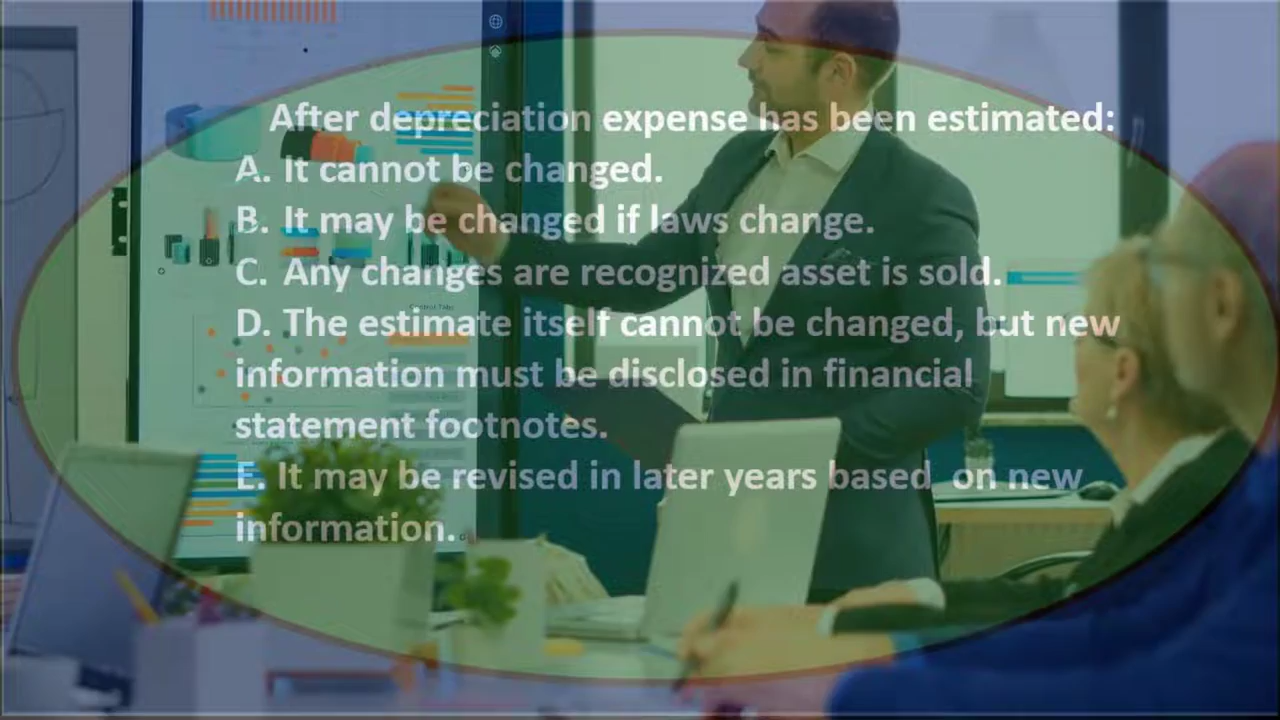 After depreciation expense has been estimated:
A. It cannot be changed.
B. It may be changed if laws change.
C. Any changes are recognized asset is sold.
D. The estimate itself cannot be changed, but new
information must be disclosed in financial
statement footnotes.
E. It may be revised in later years based on new
information.